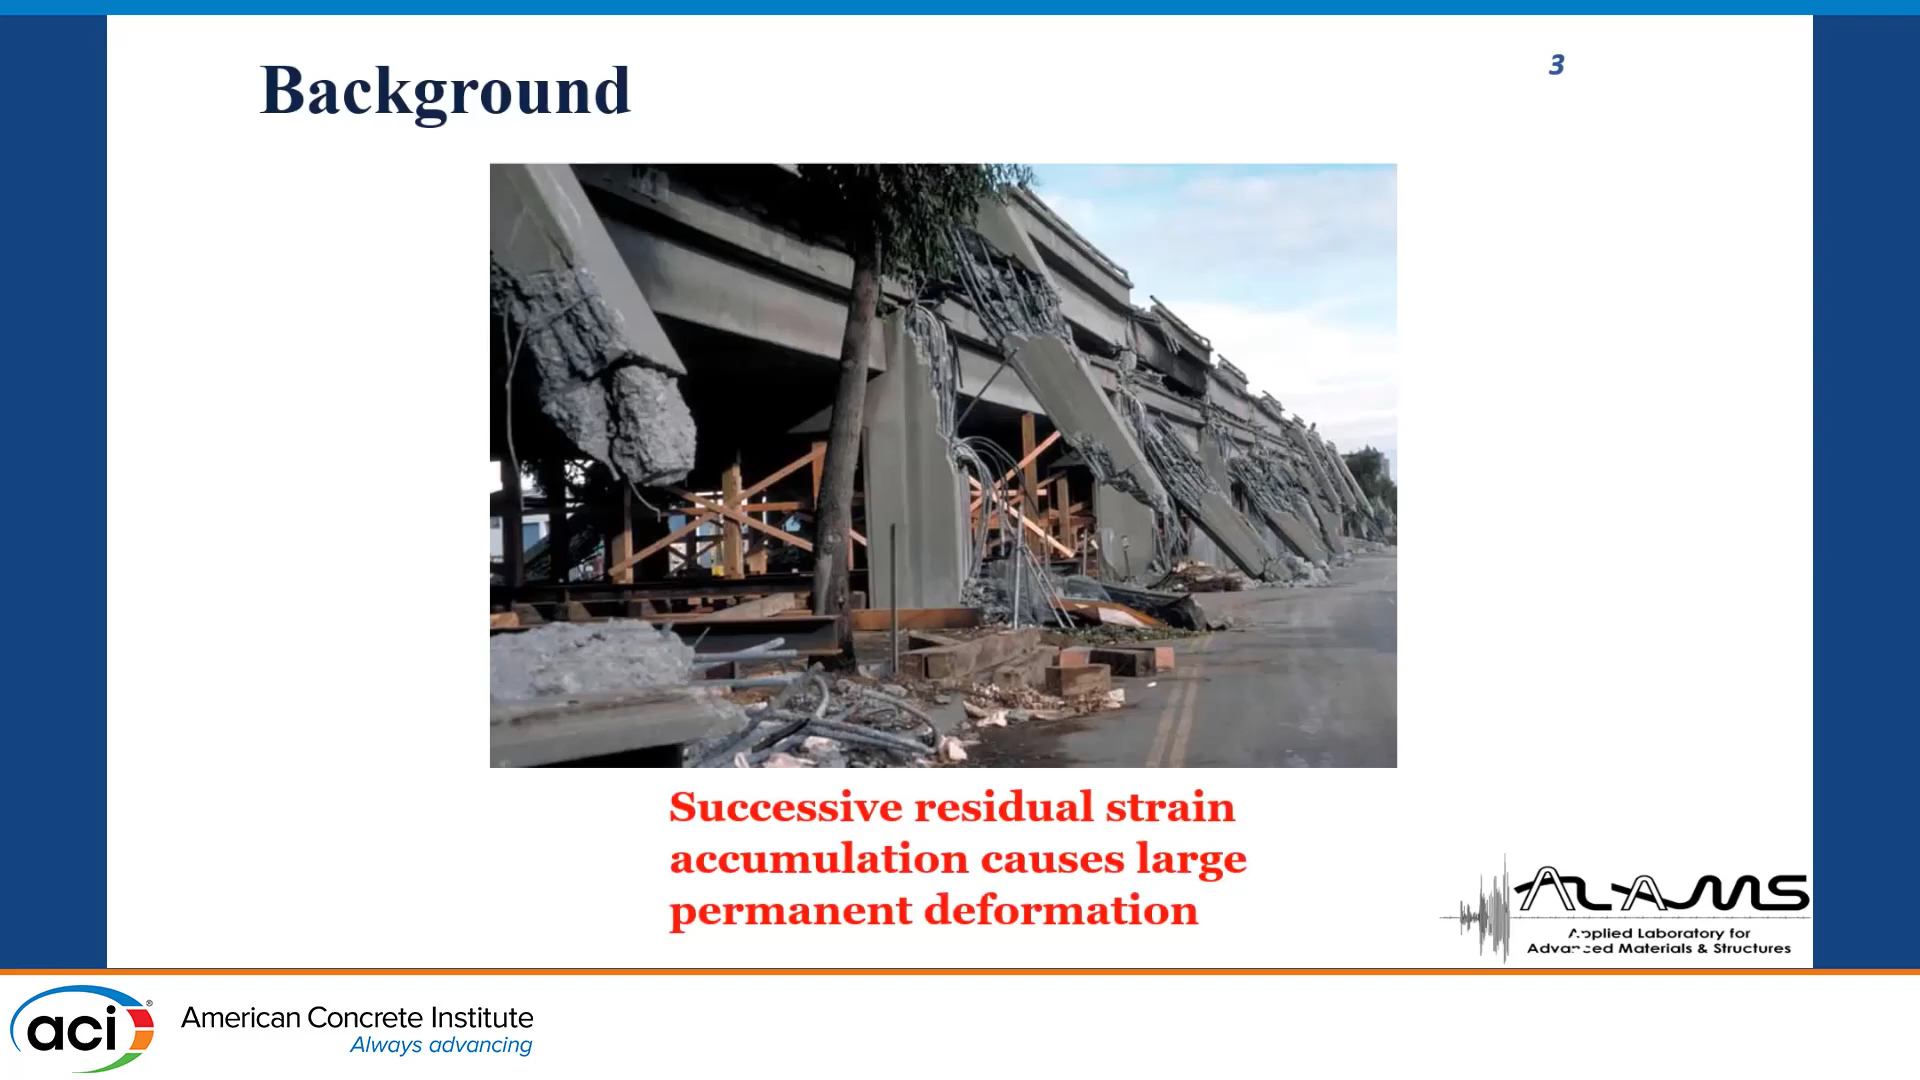 Background
3
Successive residual strain
accumulation causes large
permanent deformation
ALAMS
Applied Laboratory for
Advanced Materials & Structures
aci®
American Concrete Institute
Always advancing